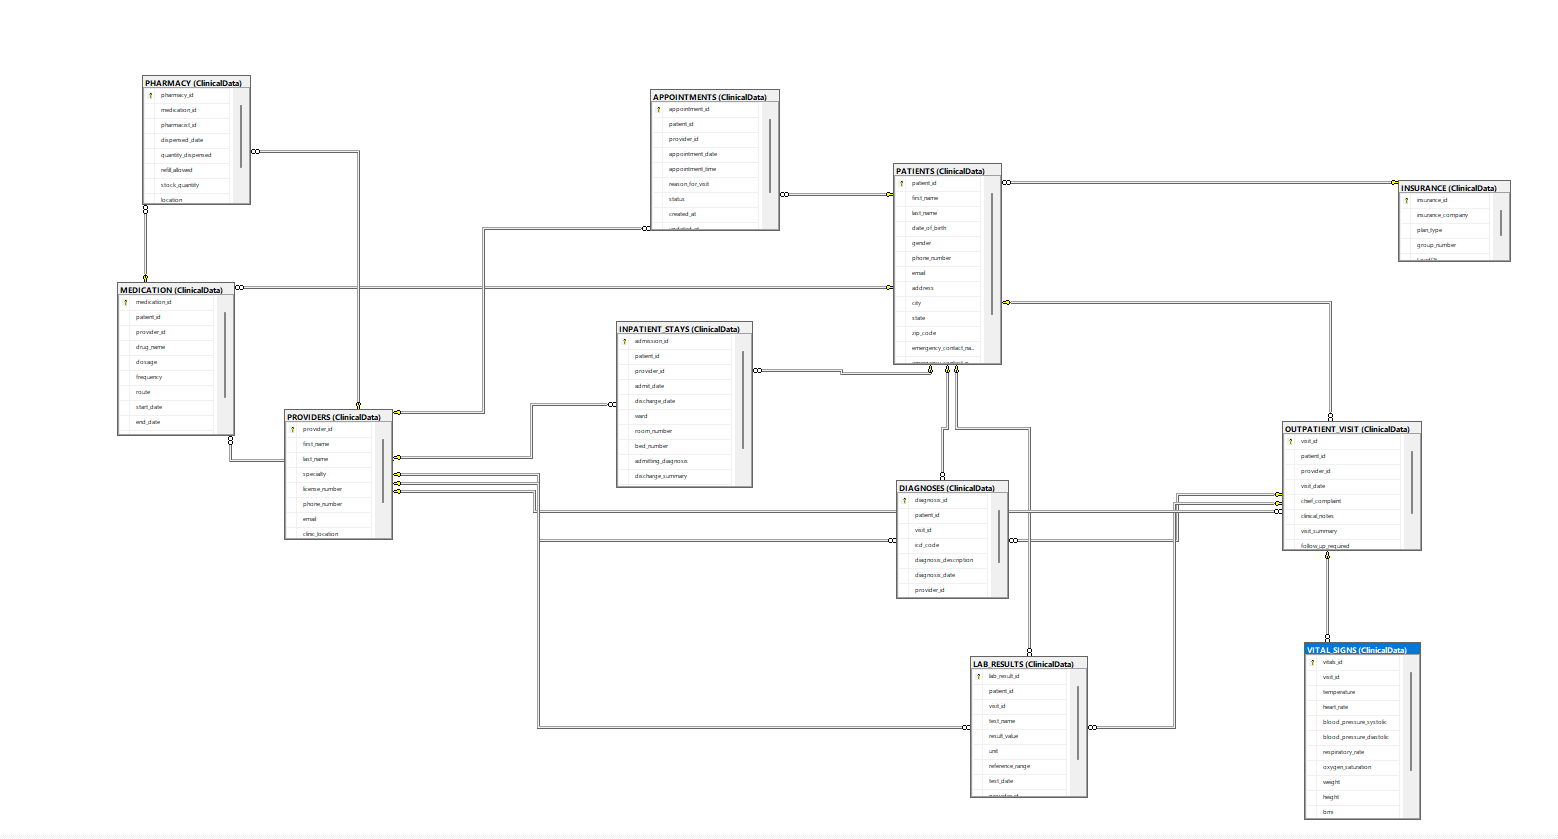 PHARMACY (ClinicalData)
pharmacy_id
medication_id
pharmacist_id
dispensed_date
quantity_dispensed
refill_allowed
stock_quantity
location
APPOINTMENTS (ClinicalData)
appointment_id
patient_id
provider_id
appointment_date
appointment_time
reason_for_visit
status
created_at
PATIENTS (ClinicalData)
patient_id
first_name
last_name
date_of_birth
gender
phone_number
email
address
city
state
zip_code
emergency_contact_na...
INSURANCE (ClinicalData)
insurance_id
insurance_company
plan_type
group_number
MEDICATION (ClinicalData)
medication_id
patient_id
provider_id
drug_name
dosage
frequency
route
start_date
end_date
INPATIENT_STAYS (ClinicalData)
admission_id
patient_id
provider_id
admit_date
discharge_date
ward
room_number
bed_number
admitting_diagnosis
discharge_summary
PROVIDERS (ClinicalData)
provider_id
first_name
last_name
specialty
license_number
phone_number
email
clinic_location
OUTPATIENT_VISIT (ClinicalData)
visit_id
patient_id
provider_id
visit_date
chief_complaint
clinical_notes
visit_summary
follow_up_required
DIAGNOSES (ClinicalData)
diagnosis_id
patient_id
visit_id
icd_code
diagnosis_description
diagnosis_date
provider_id
LAB_RESULTS (ClinicalData)
lab_result_id
patient_id
visit_id
test_name
result_value
unit
reference_range
test_date
VITAL_SIGNS (ClinicalData)
vitals_id
visit_id
temperature
heart_rate
blood_pressure_systolic
blood_pressure_diastolic
respiratory_rate
oxygen_saturation
weight
height
bmi